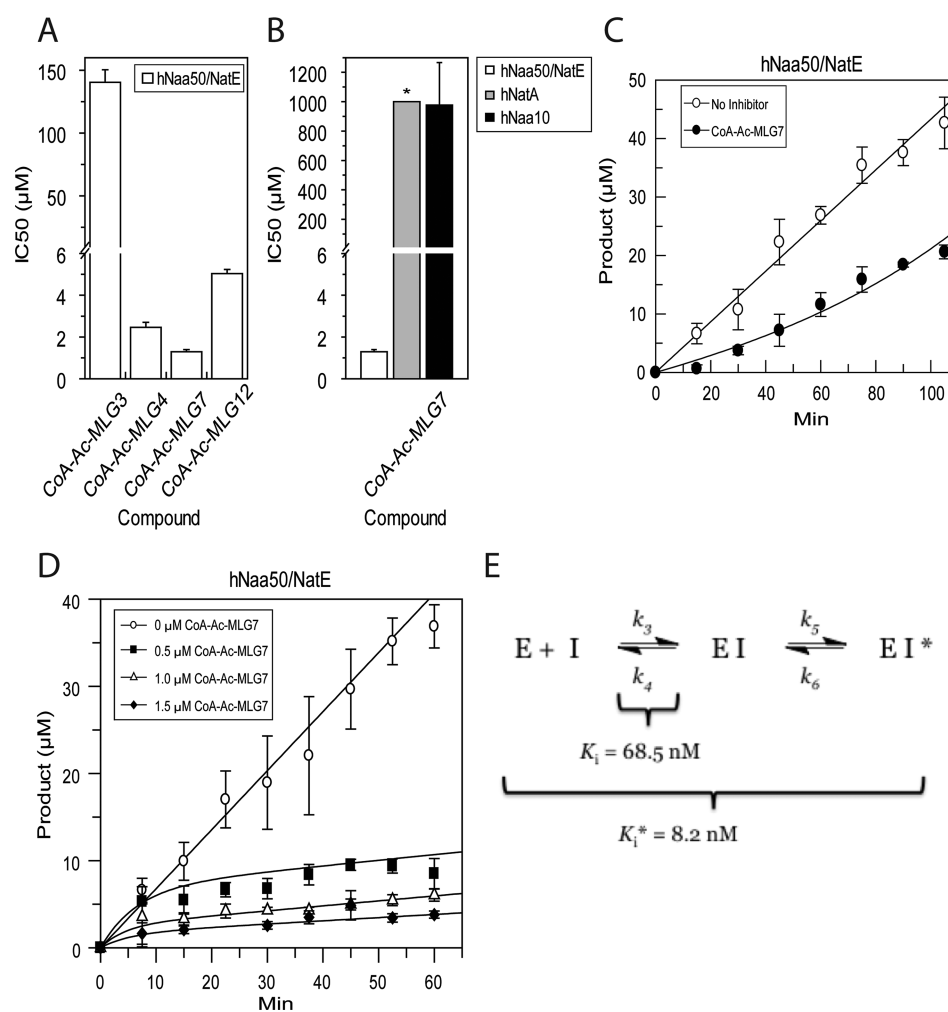 A
IC50 (µM)
150
100
50
6
4
2
0
hNaa50/NatE
CoA-Ac-MLG3
CoA-Ac-MLG4
CoA-Ac-MLG7
CoA-Ac-MLG12
Compound
B
IC50 (µM)
1200
1000
800
600
400
200
6
4
2
0
*
hNaa50/NatE
hNatA
hNaa10
CoA-Ac-MLG7
Compound
C
hNaa50/NatE
Product (µM)
50
40
30
20
10
0
No Inhibitor
CoA-Ac-MLG7
0 20 40 60 80 100
Min
D
hNaa50/NatE
Product (µM)
40
30
20
10
0
0 µM CoA-Ac-MLG7
0.5 µM CoA-Ac-MLG7
1.0 µM CoA-Ac-MLG7
1.5 µM CoA-Ac-MLG7
0 10 20 30 40 50 60
Min
E
k3 k5
E + I E I E I *
k4 k6
Ki = 68.5 nM
Ki* = 8.2 nM